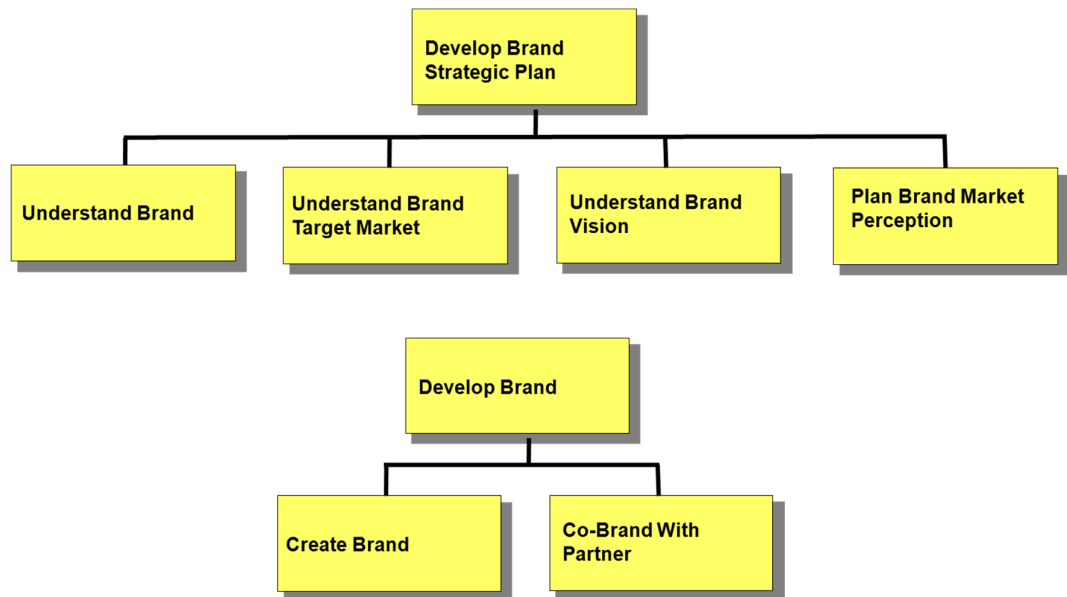 Develop Brand
Strategic Plan
Understand Brand
Understand Brand
Target Market
Understand Brand
Vision
Plan Brand Market
Perception
Develop Brand
Create Brand
Co-Brand With
Partner